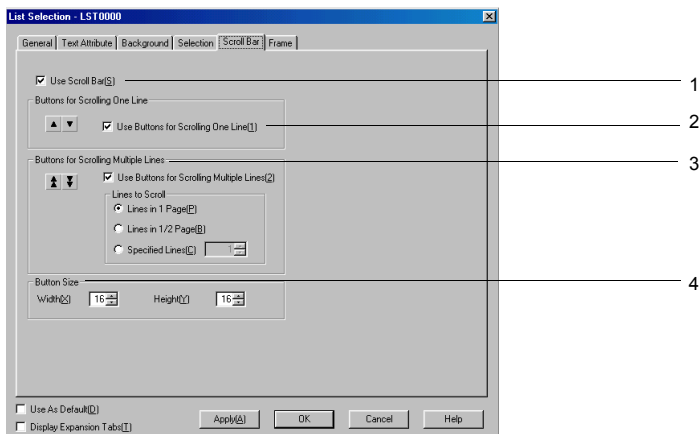 List Selection - LST0000
General Text Attribute Background Selection Scroll Bar Frame
Use Scroll Bar(S) 1
Buttons for Scrolling One Line
Use Buttons for Scrolling One Line(1) 2
Buttons for Scrolling Multiple Lines 3
Use Buttons for Scrolling Multiple Lines(2)
Lines to Scroll
Lines in 1 Page(P)
Lines in 1/2 Page(B)
Specified Lines(C) 1
Button Size 4
Width(X) 16 Height(Y) 16
Use As Default(D)
Display Expansion Tabs(T)
Apply(A) OK Cancel Help